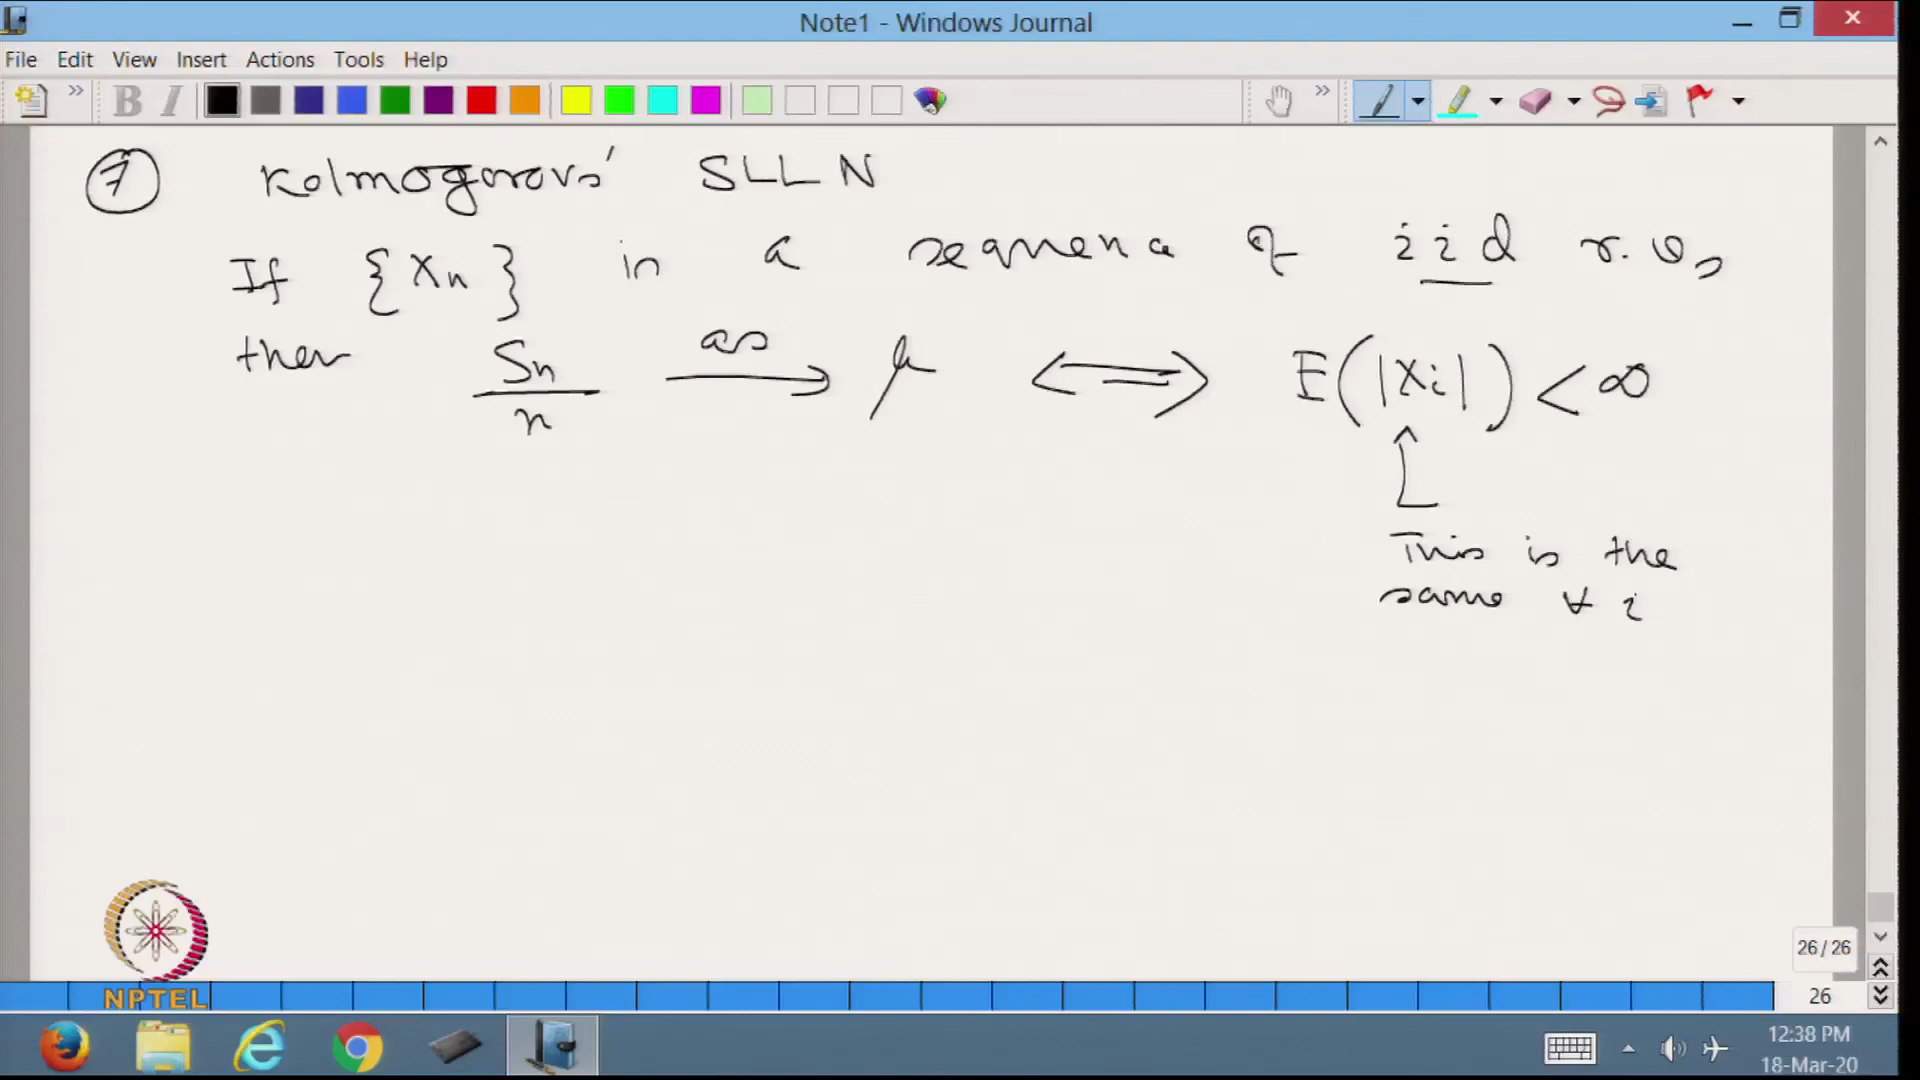 Note1 - Windows Journal
File Edit View Insert Actions Tools Help
B I
7 Kolmogorovs' SLLN
If {Xn} is a sequence of iid r.v.s
then Sn/n as→ μ ⟺ E(|Xi|) < ∞
This is the
same ∀ i
26 / 26
NPTEL
26
12:38 PM
18-Mar-20